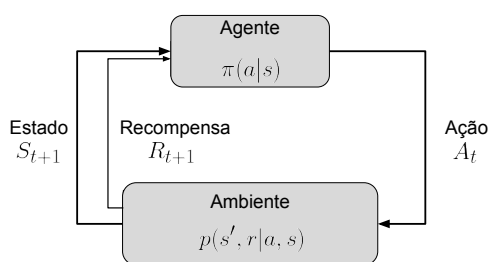 Agente
π(a|s)
Estado
S_{t+1}
Recompensa
R_{t+1}
Ação
A_t
Ambiente
p(s′, r|a, s)